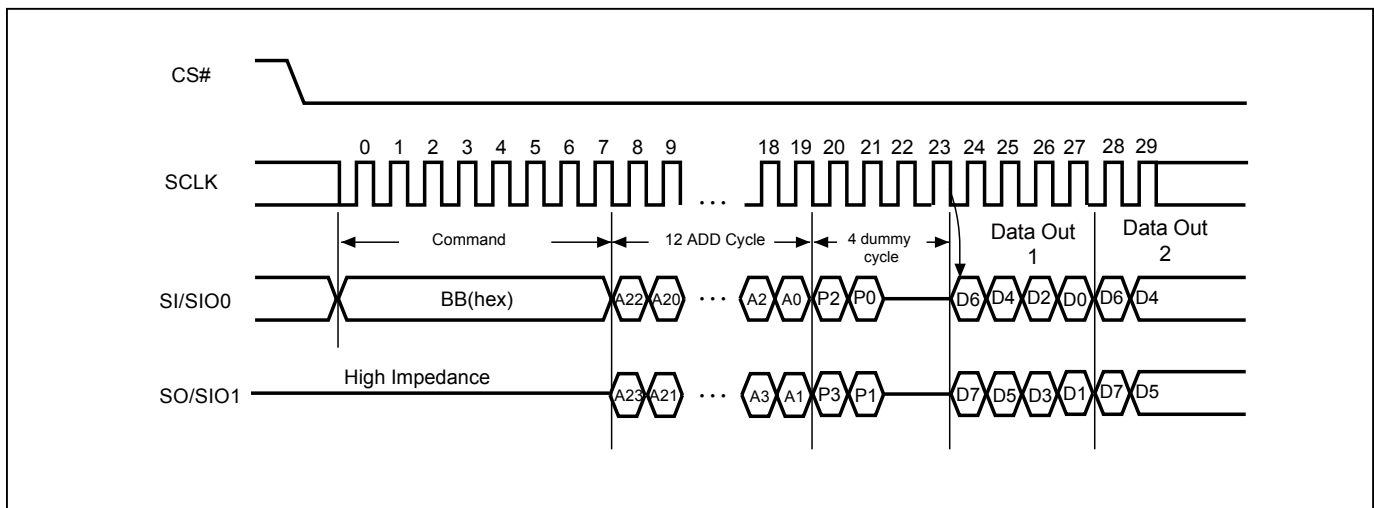 CS#
0 1 2 3 4 5 6 7 8 9 18 19 20 21 22 23 24 25 26 27 28 29
SCLK
...
Command 12 ADD Cycle 4 dummy cycle Data Out 1 Data Out 2
SI/SIO0 BB(hex) A22 A20 ... A2 A0 P2 P0 D6 D4 D2 D0 D6 D4
High Impedance
SO/SIO1 A23 A21 ... A3 A1 P3 P1 D7 D5 D3 D1 D7 D5